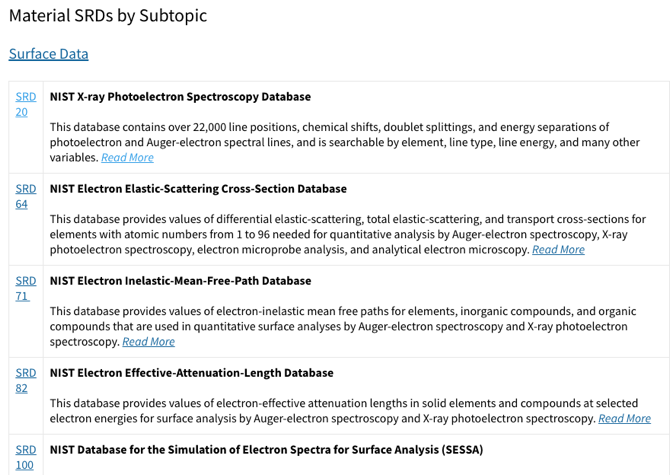 Material SRDs by Subtopic
Surface Data
SRD
20
NIST X-ray Photoelectron Spectroscopy Database
This database contains over 22,000 line positions, chemical shifts, doublet splittings, and energy separations of
photoelectron and Auger-electron spectral lines, and is searchable by element, line type, line energy, and many other
variables. Read More
SRD
64
NIST Electron Elastic-Scattering Cross-Section Database
This database provides values of differential elastic-scattering, total elastic-scattering, and transport cross-sections for
elements with atomic numbers from 1 to 96 needed for quantitative analysis by Auger-electron spectroscopy, X-ray
photoelectron spectroscopy, electron microprobe analysis, and analytical electron microscopy. Read More
SRD
71
NIST Electron Inelastic-Mean-Free-Path Database
This database provides values of electron-inelastic mean free paths for elements, inorganic compounds, and organic
compounds that are used in quantitative surface analyses by Auger-electron spectroscopy and X-ray photoelectron
spectroscopy. Read More
SRD
82
NIST Electron Effective-Attenuation-Length Database
This database provides values of electron-effective attenuation lengths in solid elements and compounds at selected
electron energies for surface analysis by Auger-electron spectroscopy and X-ray photoelectron spectroscopy. Read More
SRD
100
NIST Database for the Simulation of Electron Spectra for Surface Analysis (SESSA)